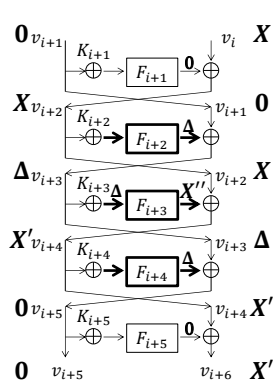 0 v_{i+1} v_i X
K_{i+1} F_{i+1} 0
X v_{i+2} v_{i+1} 0
K_{i+2} F_{i+2} Δ
Δ v_{i+3} v_{i+2} X
K_{i+3} Δ F_{i+3} X''
X' v_{i+4} v_{i+3} Δ
K_{i+4} Δ F_{i+4} Δ
0 v_{i+5} v_{i+4} X'
K_{i+5} F_{i+5} 0
0 v_{i+5} v_{i+6} X'